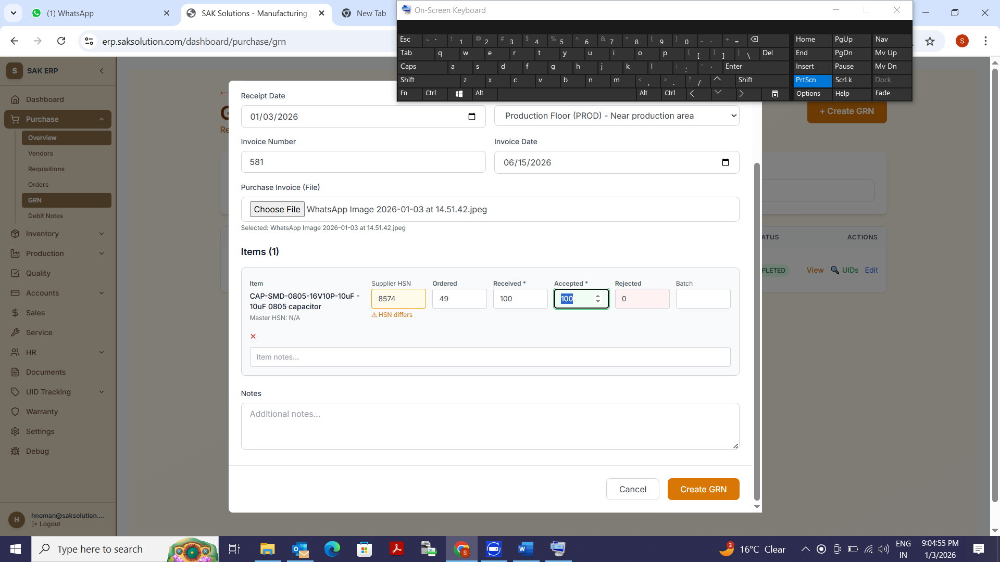 (1) WhatsApp
SAK Solutions - Manufacturing
New Tab
On-Screen Keyboard
erp.saksolution.com/dashboard/purchase/grn
S
Esc ~ ` ! 1 @ 2 # 3 $ 4 % 5 ^ 6 & 7 * 8 ( 9 ) 0 _ - + = Home PgUp Nav
Tab q w e r t y u i o p { [ } ] | \ Del End PgDn Mv Up
Caps a s d f g h j k l : ; " ' Enter Insert Pause Mv Dn
Shift z x c v b n m < , > . ? / Shift PrtScn ScrLk Dock
Fn Ctrl Alt Alt Ctrl Options Help Fade
S SAK ERP
Dashboard
Purchase
Overview
Vendors
Requisitions
Orders
GRN
Debit Notes
Inventory
Production
Quality
Accounts
Sales
Service
HR
Documents
UID Tracking
Warranty
Settings
Debug
H
hnoman@saksolution....
Logout
+ Create GRN
ACTIONS
View UIDs Edit
Receipt Date
01/03/2026
Production Floor (PROD) - Near production area
Invoice Number Invoice Date
581 06/15/2026
Purchase Invoice (File)
Choose File WhatsApp Image 2026-01-03 at 14.51.42.jpeg
Selected: WhatsApp Image 2026-01-03 at 14.51.42.jpeg
Items (1)
Item Supplier HSN Ordered Received * Accepted * Rejected Batch
CAP-SMD-0805-16V10P-10uF -
10uF 0805 capacitor
8574 49 100 100 0
Master HSN: N/A
⚠ HSN differs
×
Item notes...
Notes
Additional notes...
Cancel Create GRN
Type here to search
3
16°C Clear
ENG
IN
9:04:55 PM
1/3/2026